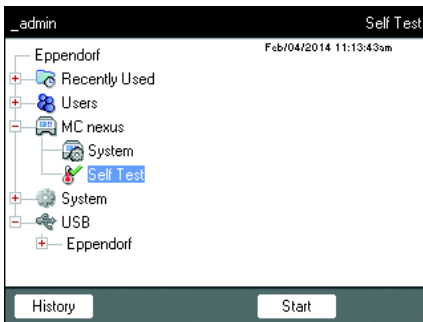 _admin Self Test
Feb/04/2014 11:13:43am
Eppendorf
Recently Used
Users
MC nexus
System
Self Test
System
USB
Eppendorf
History Start